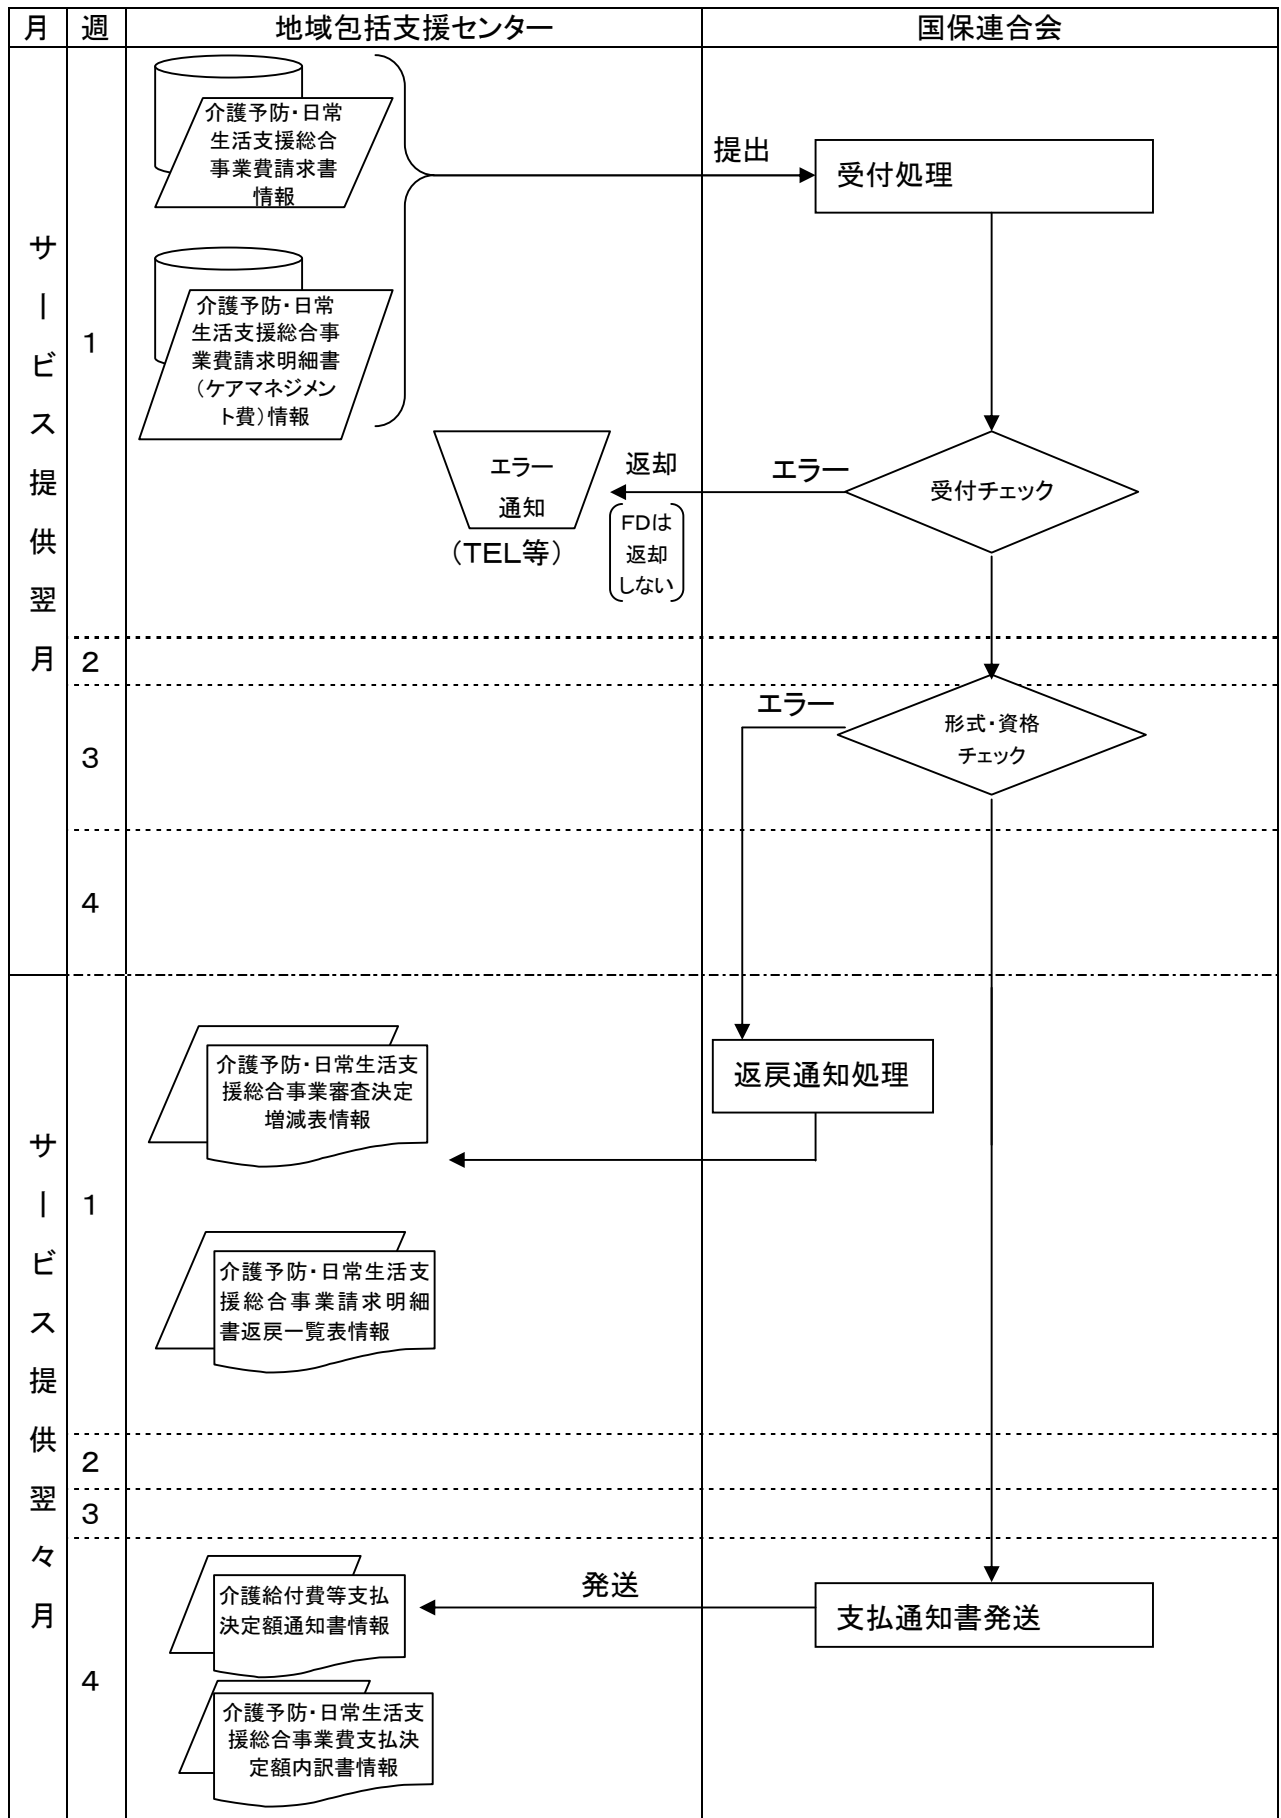 月
週
地域包括支援センター
国保連合会
サービス提供翌月
1
介護予防・日常
生活支援総合
事業費請求書
情報
提出
受付処理
介護予防・日常
生活支援総合事
業費請求明細書
（ケアマネジメン
ト費）情報
エラー
通知
（TEL等）
返却
FDは
返却
しない
エラー
受付チェック
2
3
エラー
形式・資格
チェック
4
サービス提供翌々月
1
介護予防・日常生活支
援総合事業審査決定
増減表情報
返戻通知処理
介護予防・日常生活支
援総合事業請求明細
書返戻一覧表情報
2
3
4
介護給付費等支払
決定額通知書情報
発送
支払通知書発送
介護予防・日常生活支
援総合事業費支払決
定額内訳書情報